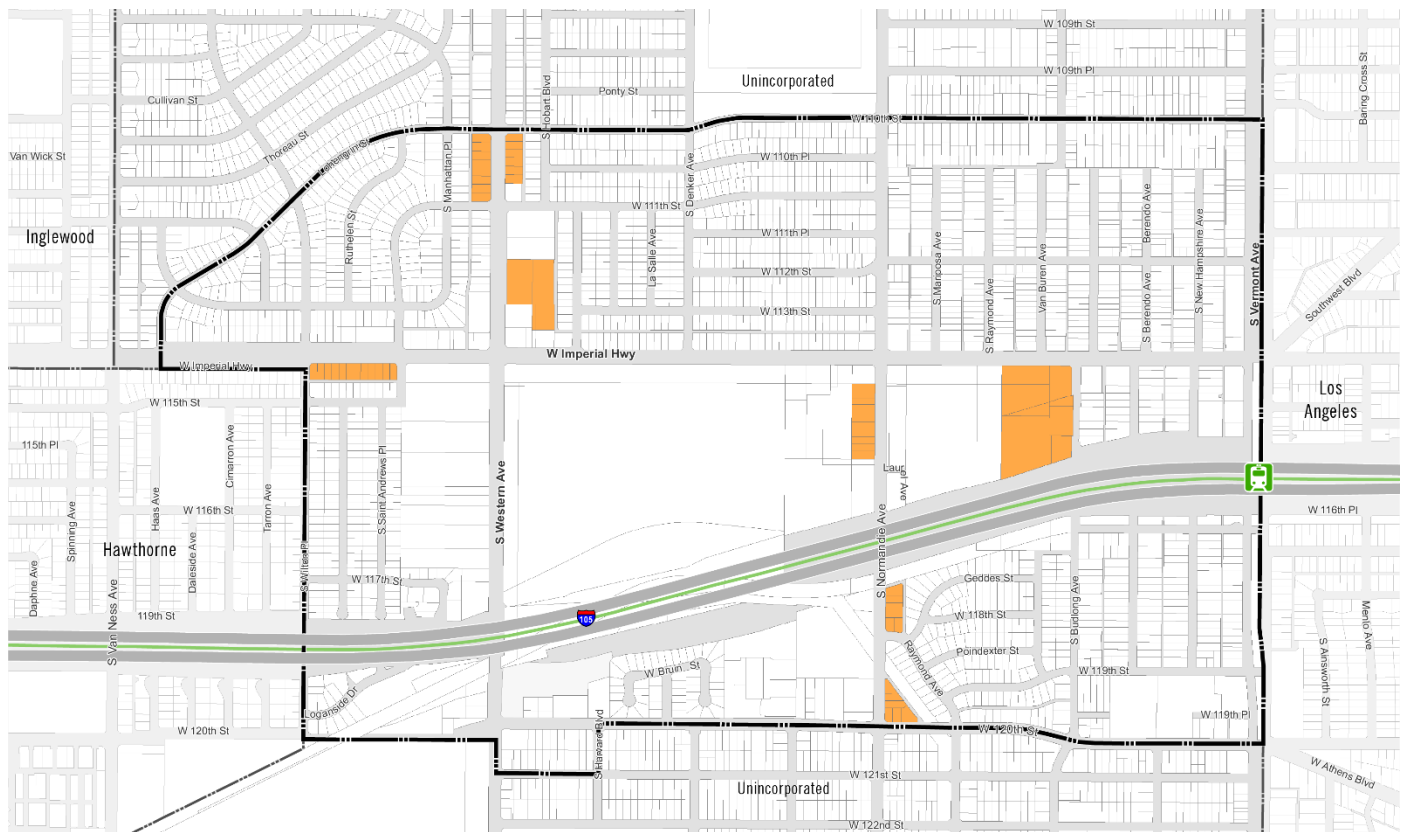 W 109th St
W 109th Pl
Baring Cross St
Unincorporated
Ponty St
Cullivan St
S Hobart Blvd
W 110th St
Thoreau St
Lohengrin St
Van Wick St
S Manhattan Pl
S Denker Ave
W 110th Pl
W 111th St
Inglewood
Ruthelen St
La Salle Ave
W 111th Pl
S Mariposa Ave
Berendo Ave
S New Hampshire Ave
S Vermont Ave
W 112th St
S Raymond Ave
Van Buren Ave
S Berendo Ave
Southwest Blvd
W 113th St
W Imperial Hwy
W Imperial Hwy
Los
Angeles
W 115th St
115th Pl
Cimarron Ave
S Saint Andrews Pl
S Western Ave
Laurel Ave
Spinning Ave
Haas Ave
Tarron Ave
W 116th St
W 116th Pl
Hawthorne
Daleside Ave
S Wilton Pl
S Normandie Ave
Daphne Ave
S Van Ness Ave
119th St
W 117th St
105
Geddes St
W 118th St
S Budlong Ave
Menlo Ave
S Ainsworth St
Poindexter St
Raymond Ave
W Bruin St
W 119th St
Loganside Dr
W 119th Pl
W 120th St
S Harvard Blvd
W 120th St
W 121st St
Unincorporated
W Athens Blvd
W 122nd St